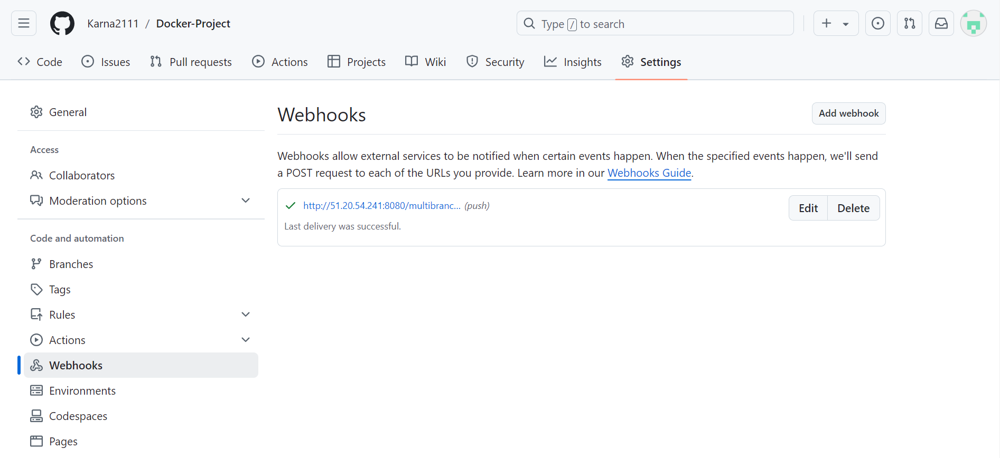 Karna2111 / Docker-Project
Type / to search
Code Issues Pull requests Actions Projects Wiki Security Insights Settings
General
Access
Collaborators
Moderation options
Code and automation
Branches
Tags
Rules
Actions
Webhooks
Environments
Codespaces
Pages
Webhooks
Add webhook
Webhooks allow external services to be notified when certain events happen. When the specified events happen, we'll send
a POST request to each of the URLs you provide. Learn more in our Webhooks Guide.
http://51.20.54.241:8080/multibranc... (push)
Edit Delete
Last delivery was successful.